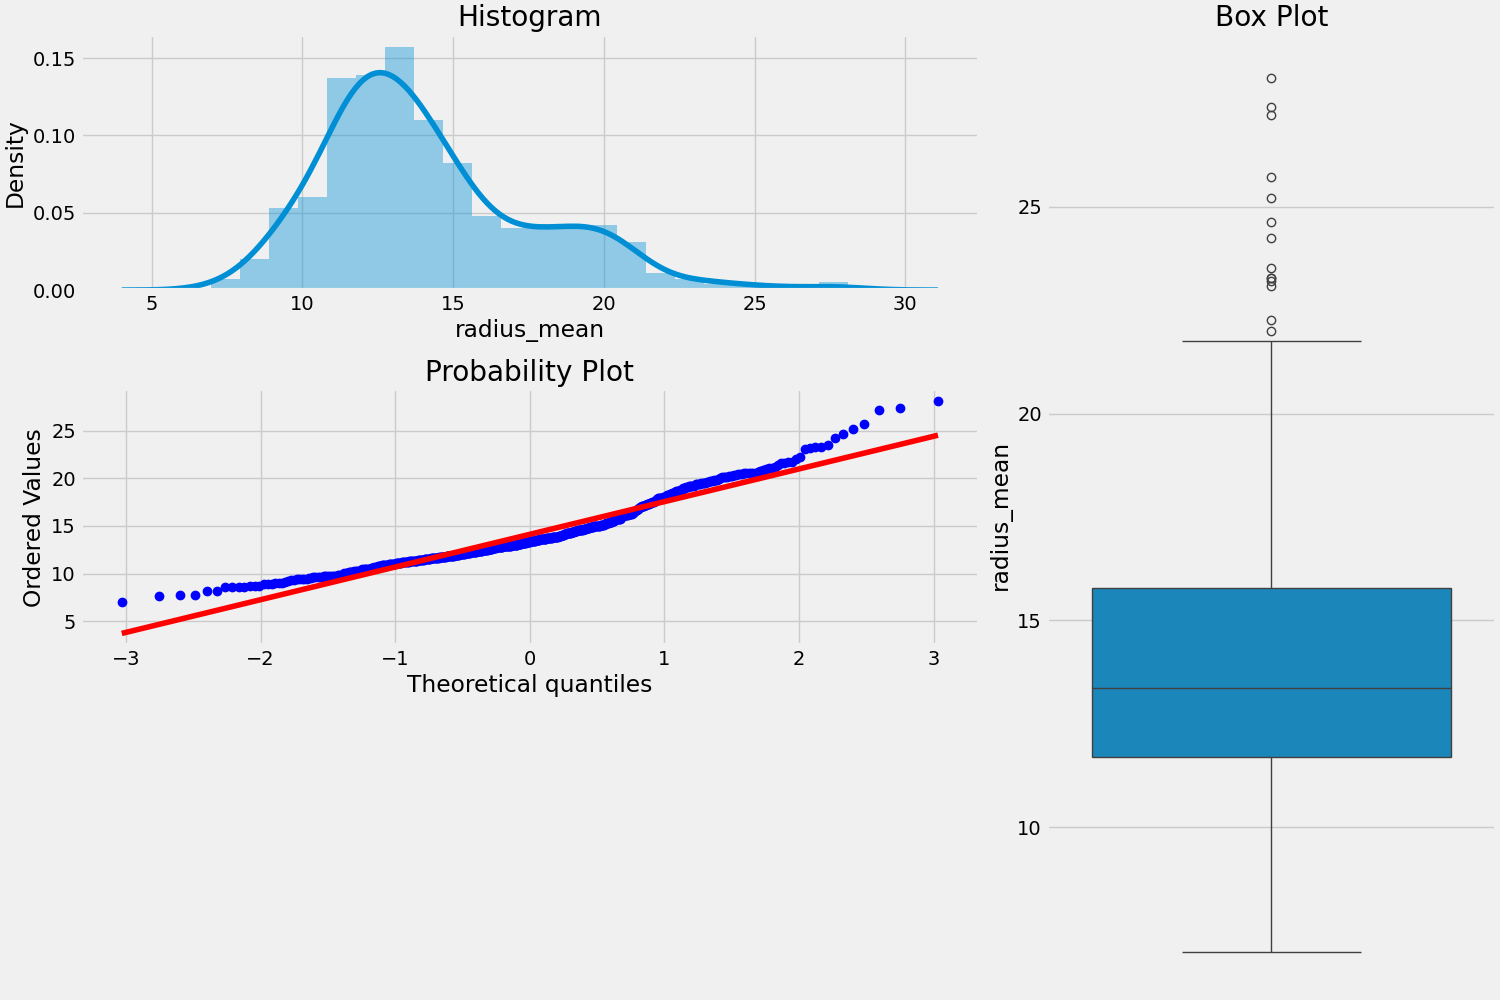 Histogram
Density
0.15
0.10
0.05
0.00
5 10 15 20 25 30
radius_mean
Probability Plot
Ordered Values
25
20
15
10
5
−3 −2 −1 0 1 2 3
Theoretical quantiles
Box Plot
radius_mean
25
20
15
10